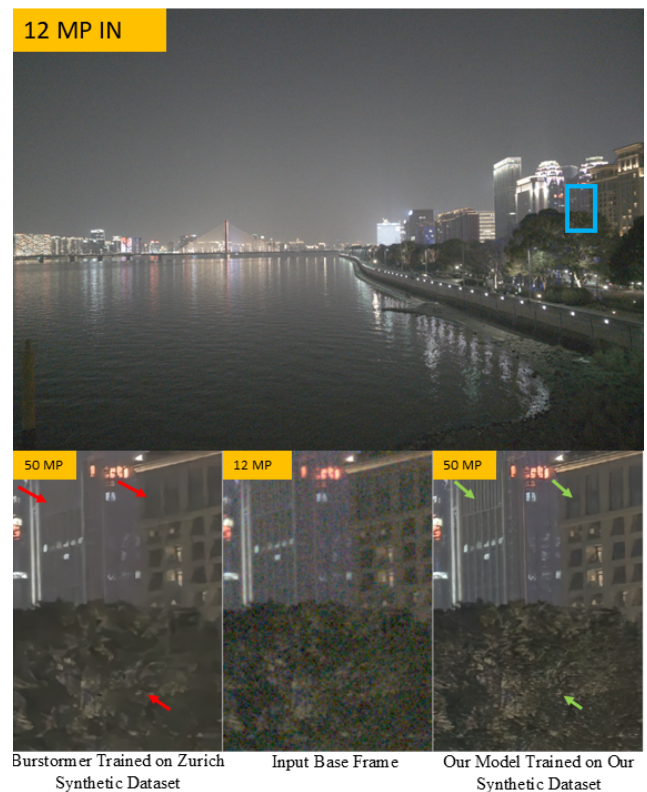 12 MP IN
50 MP
12 MP
50 MP
Burstormer Trained on Zurich
Synthetic Dataset
Input Base Frame
Our Model Trained on Our
Synthetic Dataset